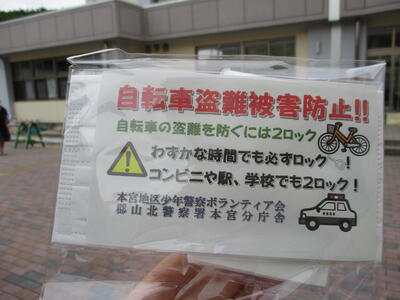 自転車盗難被害防止!!
自転車の盗難を防ぐには2ロック
わずかな時間でも必ずロック!
コンビニや駅、学校でも2ロック!
本宮地区少年警察ボランティア会
郡山北警察署本宮分庁舎